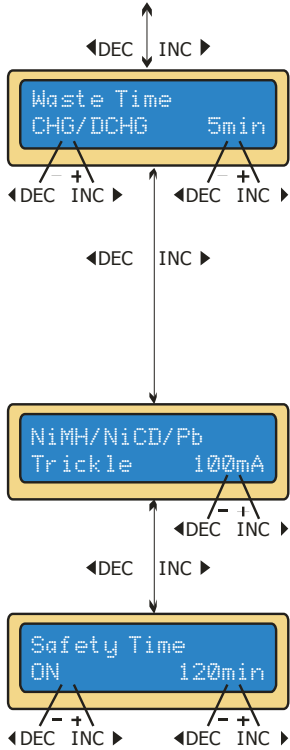 ◀DEC INC ▶
Waste Time
CHG/DCHG 5min
– + – +
◀DEC INC ▶ ◀DEC INC ▶
◀DEC INC ▶
NiMH/NiCD/Pb
Trickle 100mA
– +
◀DEC INC ▶
◀DEC INC ▶
Safety Time
ON 120min
– + – +
◀DEC INC ▶ ◀DEC INC ▶